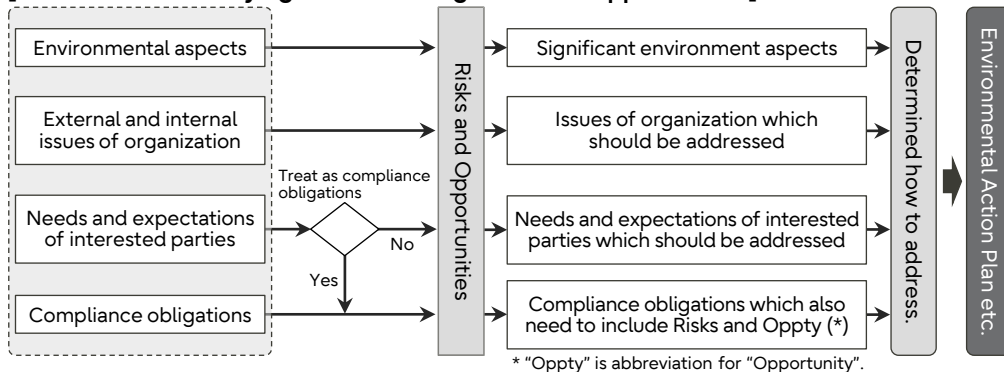 Environmental aspects
External and internal
issues of organization
Needs and expectations
of interested parties
Compliance obligations
Treat as compliance
obligations
No
Yes
Risks and Opportunities
Significant environment aspects
Issues of organization which
should be addressed
Needs and expectations of interested
parties which should be addressed
Compliance obligations which also
need to include Risks and Oppty (*)
* “Oppty” is abbreviation for “Opportunity”.
Determined how to address.
Environmental Action Plan etc.